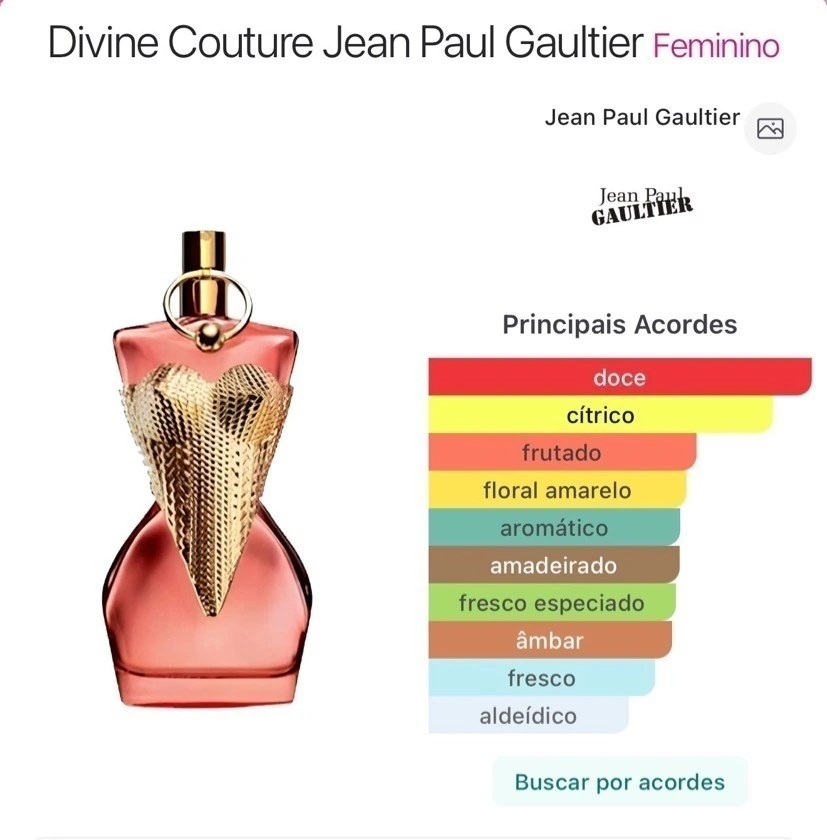 Divine Couture Jean Paul Gaultier Feminino
Jean Paul Gaultier
Jean Paul
GAULTIER
Principais Acordes
doce
cítrico
frutado
floral amarelo
aromático
amadeirado
fresco especiado
âmbar
fresco
aldeídico
Buscar por acordes